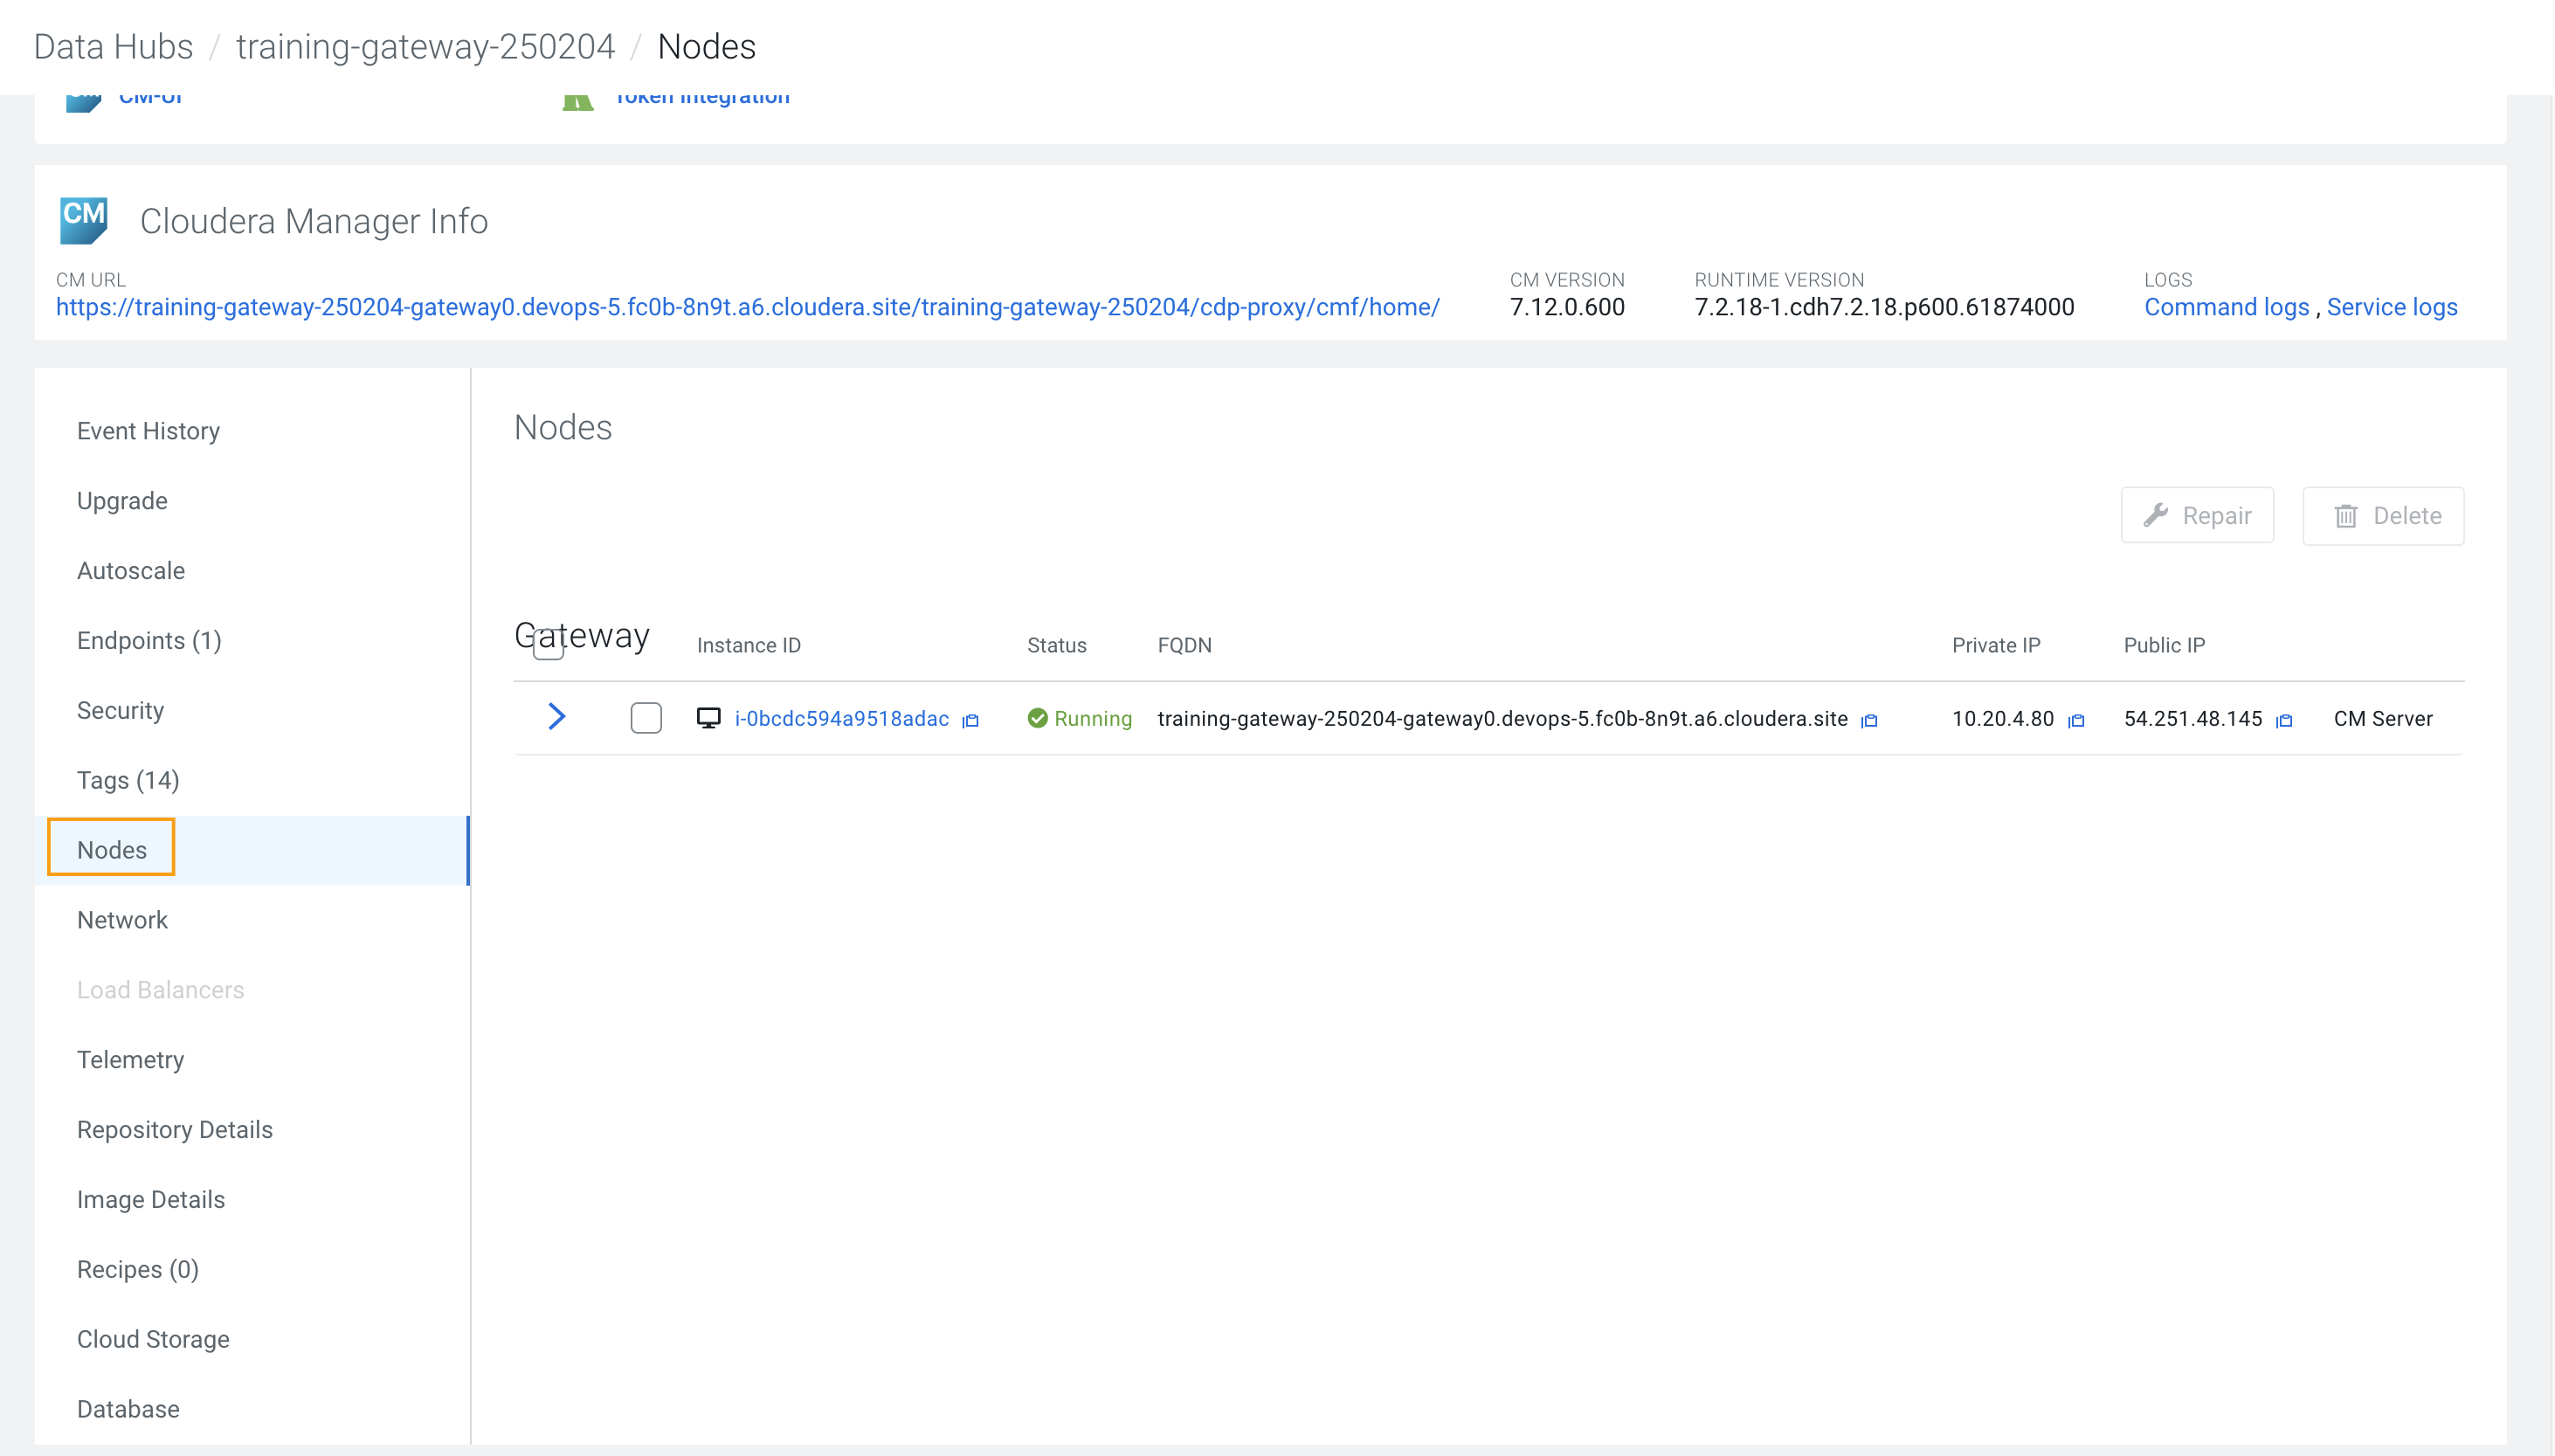 Data Hubs / training-gateway-250204 / Nodes
CM-UI Token Integration
CM Cloudera Manager Info
CM URL CM VERSION RUNTIME VERSION LOGS
https://training-gateway-250204-gateway0.devops-5.fc0b-8n9t.a6.cloudera.site/training-gateway-250204/cdp-proxy/cmf/home/ 7.12.0.600 7.2.18-1.cdh7.2.18.p600.61874000 Command logs , Service logs
Event History
Upgrade
Autoscale
Endpoints (1)
Security
Tags (14)
Nodes
Network
Load Balancers
Telemetry
Repository Details
Image Details
Recipes (0)
Cloud Storage
Database
Nodes
Repair Delete
Gateway Instance ID Status FQDN Private IP Public IP
i-0bcdc594a9518adac Running training-gateway-250204-gateway0.devops-5.fc0b-8n9t.a6.cloudera.site 10.20.4.80 54.251.48.145 CM Server